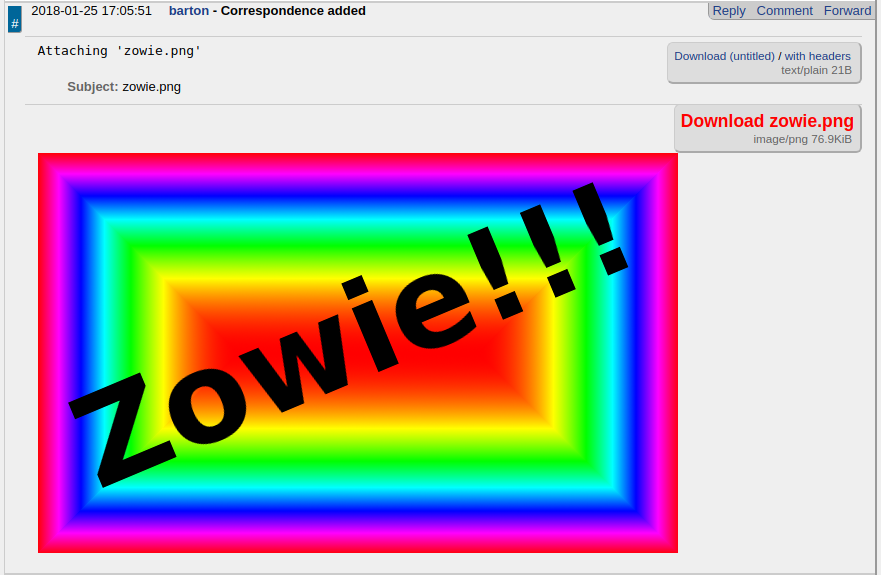 # 2018-01-25 17:05:51 barton - Correspondence added Reply Comment Forward
Attaching 'zowie.png'
Download (untitled) / with headers
text/plain 21B
Subject: zowie.png
Download zowie.png
image/png 76.9KiB
Zowie!!!